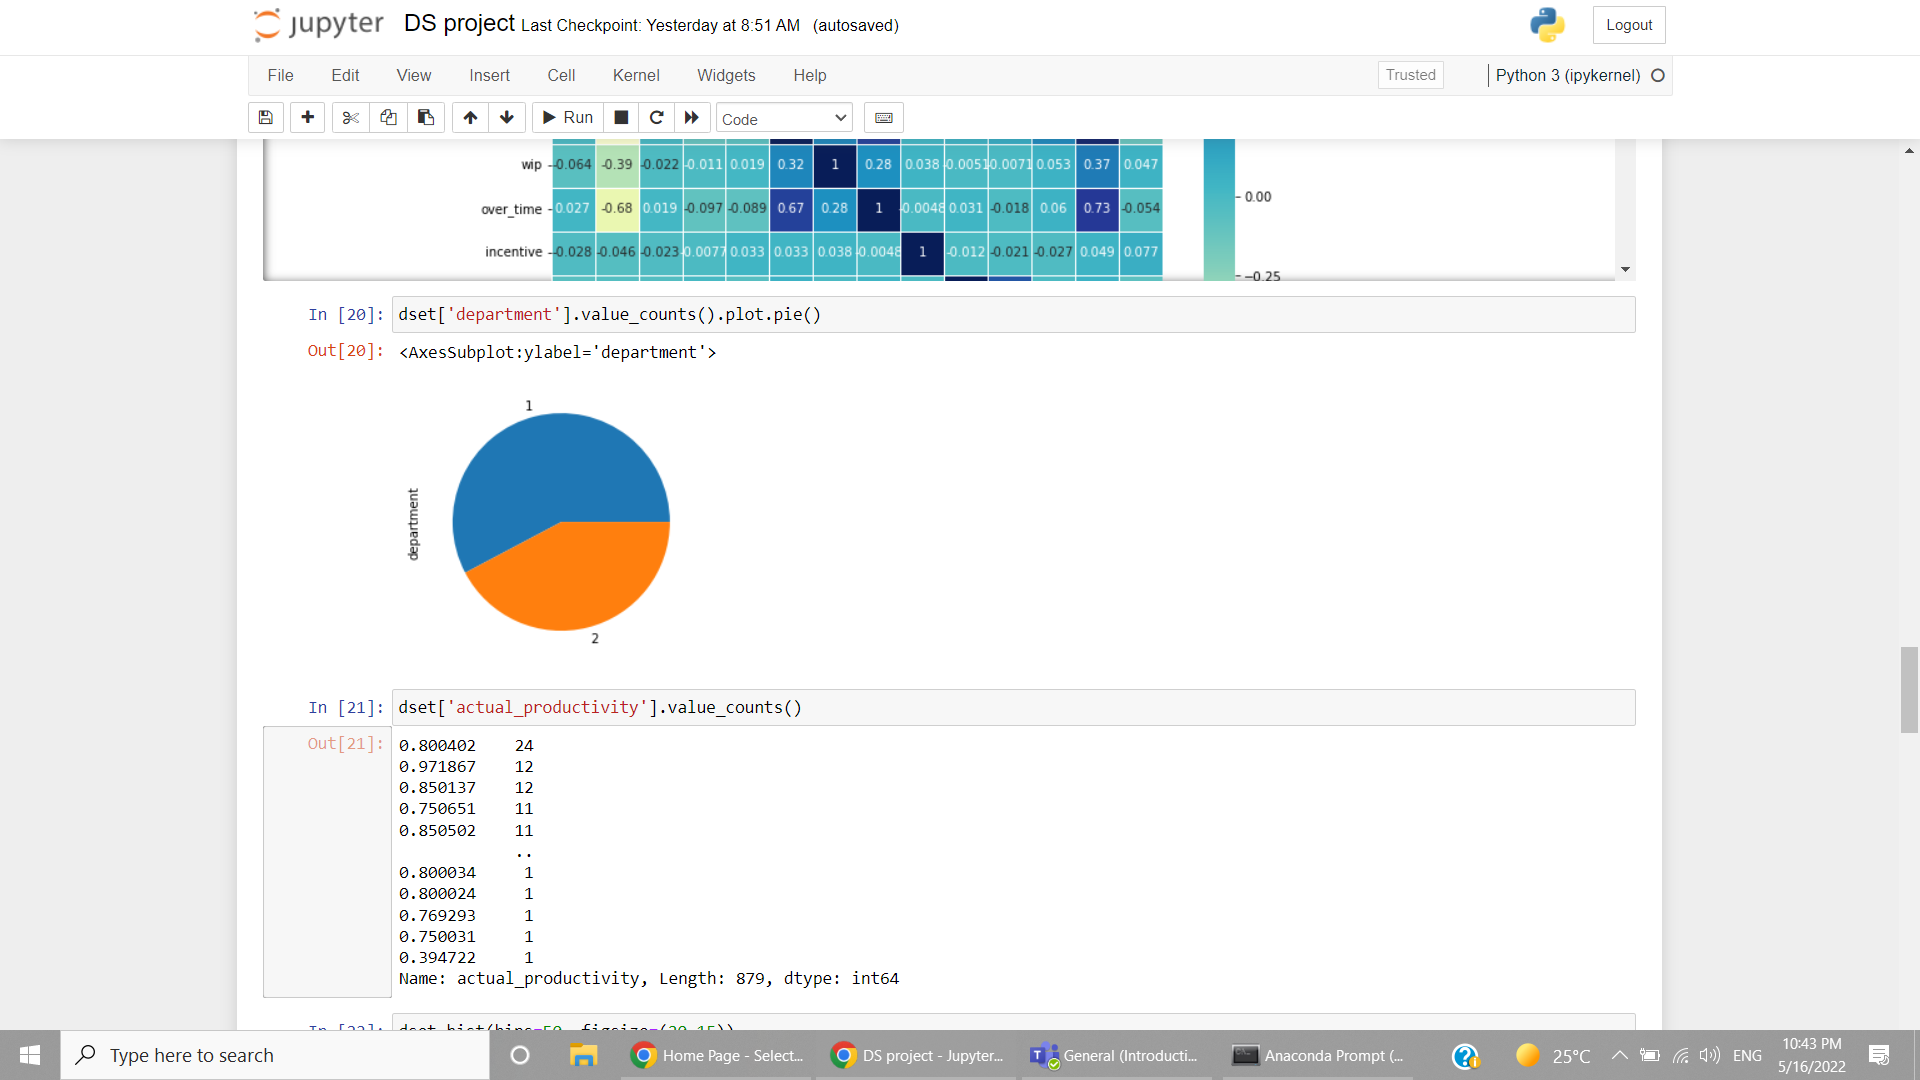 jupyter DS project Last Checkpoint: Yesterday at 8:51 AM (autosaved) Logout
File Edit View Insert Cell Kernel Widgets Help Trusted Python 3 (ipykernel)
Run Code
wip -0.064 -0.39 -0.022 -0.011 0.019 0.32 1 0.28 0.038 -0.0051 -0.0071 0.053 0.37 0.047
0.00
over_time 0.027 -0.68 0.019 -0.097 -0.089 0.67 0.28 1 -0.0048 0.031 -0.018 0.06 0.73 -0.054
incentive -0.028 -0.046 -0.023 -0.0077 0.033 0.033 0.038 -0.0048 1 -0.012 -0.021 -0.027 0.049 0.077
-0.25
In [20]: dset['department'].value_counts().plot.pie()
Out[20]: <AxesSubplot:ylabel='department'>
1
department
2
In [21]: dset['actual_productivity'].value_counts()
Out[21]: 0.800402 24
0.971867 12
0.850137 12
0.750651 11
0.850502 11
..
0.800034 1
0.800024 1
0.769293 1
0.750031 1
0.394722 1
Name: actual_productivity, Length: 879, dtype: int64
In [22]: dset.hist(bins=50, figsize=(20,15))
Type here to search Home Page - Select... DS project - Jupyter... General (Introducti... Anaconda Prompt (... 25°C ENG 10:43 PM
5/16/2022